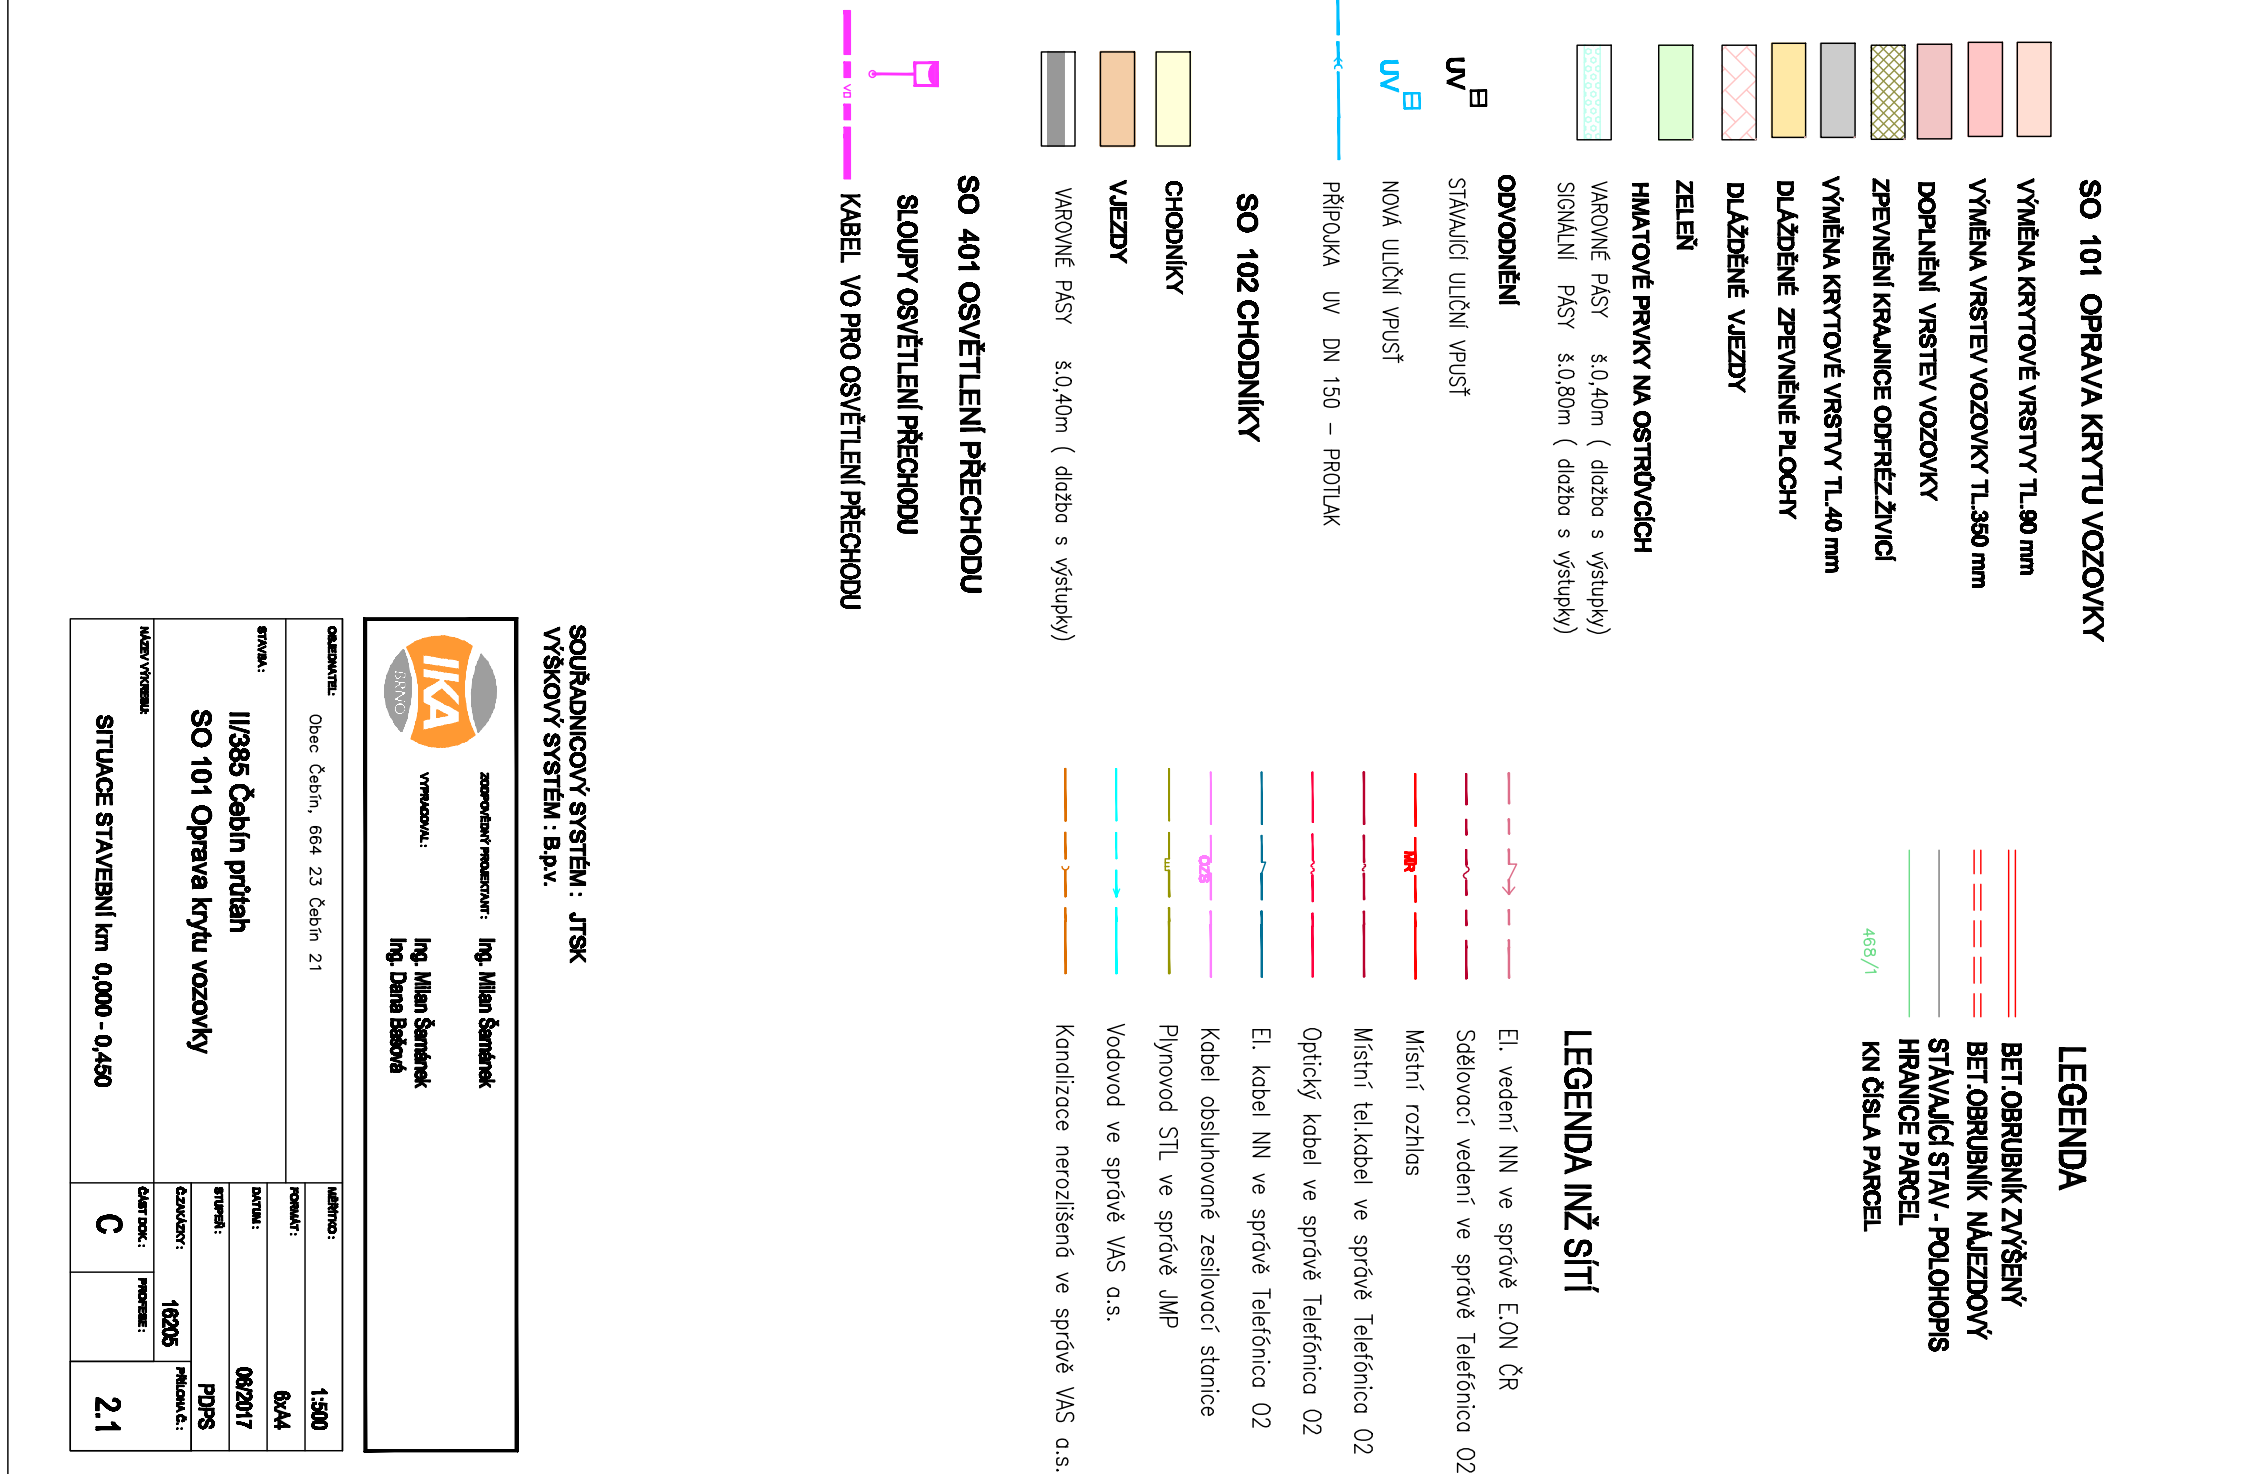 SO 101 OPRAVA KRYTU VOZOVKY
VÝMĚNA KRYTOVÉ VRSTVY TL.90 mm
VÝMĚNA VRSTEV VOZOVKY TL.350 mm
DOPLNĚNÍ VRSTEV VOZOVKY
ZPEVNĚNÍ KRAJNICE ODFRÉZ.ŽIVICÍ
VÝMĚNA KRYTOVÉ VRSTVY TL.40 mm
DLÁŽDĚNÉ ZPEVNĚNÉ PLOCHY
DLÁŽDĚNÉ VJEZDY
ZELEŇ
HMATOVÉ PRVKY NA OSTRŮVCÍCH
VAROVNÉ PÁSY š.0,40m ( dlažba s výstupky)
SIGNÁLNÍ PÁSY š.0,80m ( dlažba s výstupky)
ODVODNĚNÍ
UV STÁVAJÍCÍ ULIČNÍ VPUSŤ
UV NOVÁ ULIČNÍ VPUSŤ
PŘÍPOJKA UV DN 150 – PROTLAK
SO 102 CHODNÍKY
CHODNÍKY
VJEZDY
VAROVNÉ PÁSY š.0,40m ( dlažba s výstupky)
SO 401 OSVĚTLENÍ PŘECHODU
SLOUPY OSVĚTLENÍ PŘECHODU
VO KABEL VO PRO OSVĚTLENÍ PŘECHODU
LEGENDA
BET.OBRUBNÍK ZVÝŠENÝ
BET.OBRUBNÍK NÁJEZDOVÝ
STÁVAJÍCÍ STAV - POLOHOPIS
HRANICE PARCEL
468/1 KN ČÍSLA PARCEL
LEGENDA INŽ SÍTÍ
El. vedení NN ve správě E.ON ČR
Sdělovací vedení ve správě Telefónica O2
MR Místní rozhlas
Místní tel.kabel ve správě Telefónica O2
Optický kabel ve správě Telefónica O2
El. kabel NN ve správě Telefónica O2
OZS Kabel obsluhované zesilovací stanice
Plynovod STL ve správě JMP
Vodovod ve správě VAS a.s.
Kanalizace nerozlišená ve správě VAS a.s.
SOUŘADNICOVÝ SYSTÉM : JTSK
VÝŠKOVÝ SYSTÉM : B.p.v.
IKA
BRNO
ZODPOVĚDNÝ PROJEKTANT : Ing. Milan Šamánek
VYPRACOVAL : Ing. Milan Šamánek
Ing. Dana Bašová
OBJEDNATEL: Obec Čebín, 664 23 Čebín 21
STAVBA : II/385 Čebín průtah
SO 101 Oprava krytu vozovky
NÁZEV VÝKRESU: SITUACE STAVEBNÍ km 0,000 - 0,450
MĚŘÍTKO : 1:500
FORMÁT : 6xA4
DATUM : 06/2017
STUPEŇ : PDPS
Č.ZAKÁZKY : 16205
ČÁST DOK. : C
PROFESE :
PŘÍLOHA Č. : 2.1